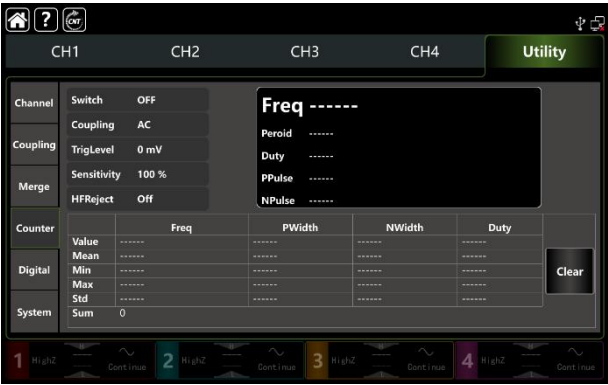 ? CNT
CH1 CH2 CH3 CH4 Utility
Channel Switch OFF Freq ------
Coupling AC
Peroid ------
Coupling TrigLevel 0 mV Duty ------
Sensitivity 100 % PPulse ------
Merge
HFReject Off NPulse ------
Counter Freq PWidth NWidth Duty
Value ------ ------ ------ ------
Mean ------ ------ ------ ------
Digital Min ------ ------ ------ ------ Clear
Max ------ ------ ------ ------
Std ------ ------ ------ ------
System Sum 0
1 HighZ Continue 2 HighZ Continue 3 HighZ Continue 4 HighZ Continue